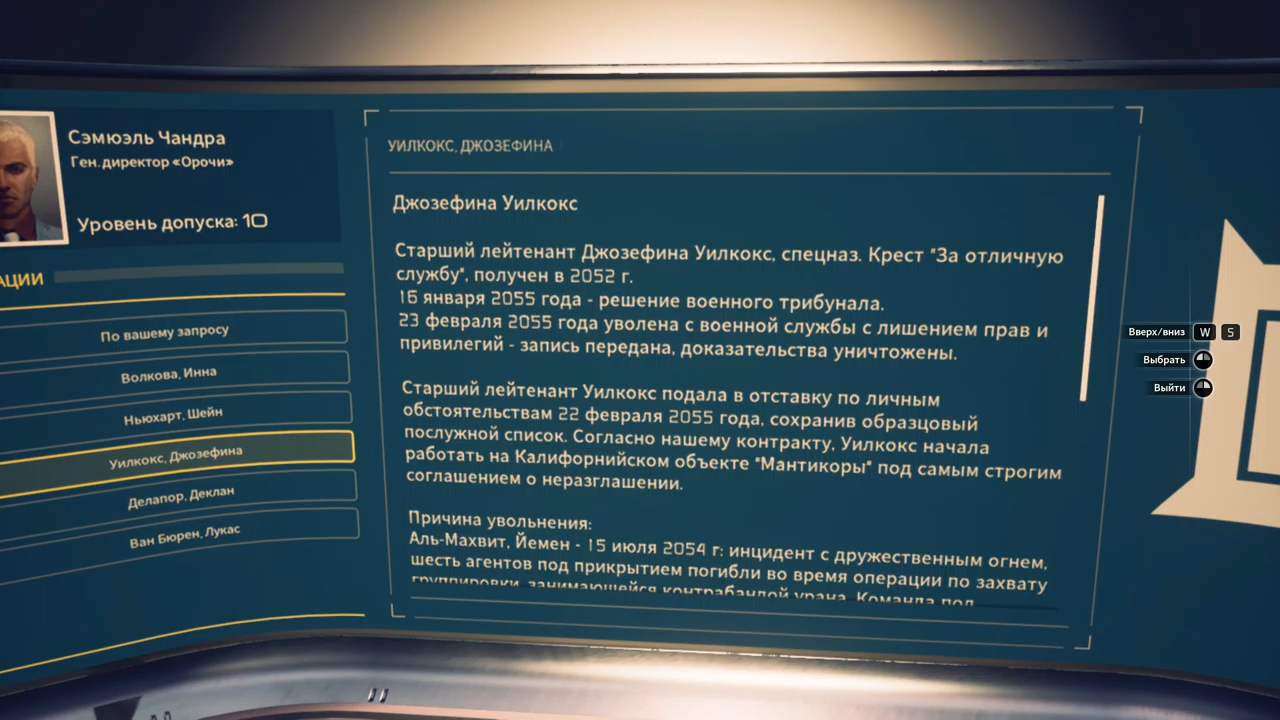 Сэмюэль Чандра
Ген.директор «Орочи»
Уровень допуска: 10
АЦИИ
По вашему запросу
Волкова, Инна
Ньюхарт, Шейн
Уилкокс, Джозефина
Делапор, Деклан
Ван Бюрен, Лукас
УИЛКОКС, ДЖОЗЕФИНА
Джозефина Уилкокс
Старший лейтенант Джозефина Уилкокс, спецназ. Крест "За отличную
службу", получен в 2052 г.
16 января 2055 года - решение военного трибунала.
23 февраля 2055 года уволена с военной службы с лишением прав и
привилегий - запись передана, доказательства уничтожены.
Старший лейтенант Уилкокс подала в отставку по личным
обстоятельствам 22 февраля 2055 года, сохранив образцовый
послужной список. Согласно нашему контракту, Уилкокс начала
работать на Калифорнийском объекте "Мантикоры" под самым строгим
соглашением о неразглашении.
Причина увольнения:
Аль-Махвит, Йемен - 15 июля 2054 г: инцидент с дружественным огнем,
шесть агентов под прикрытием погибли во время операции по захвату
группировки, занимающейся контрабандой урана. Команда под
Вверх/вниз W S
Выбрать
Выйти